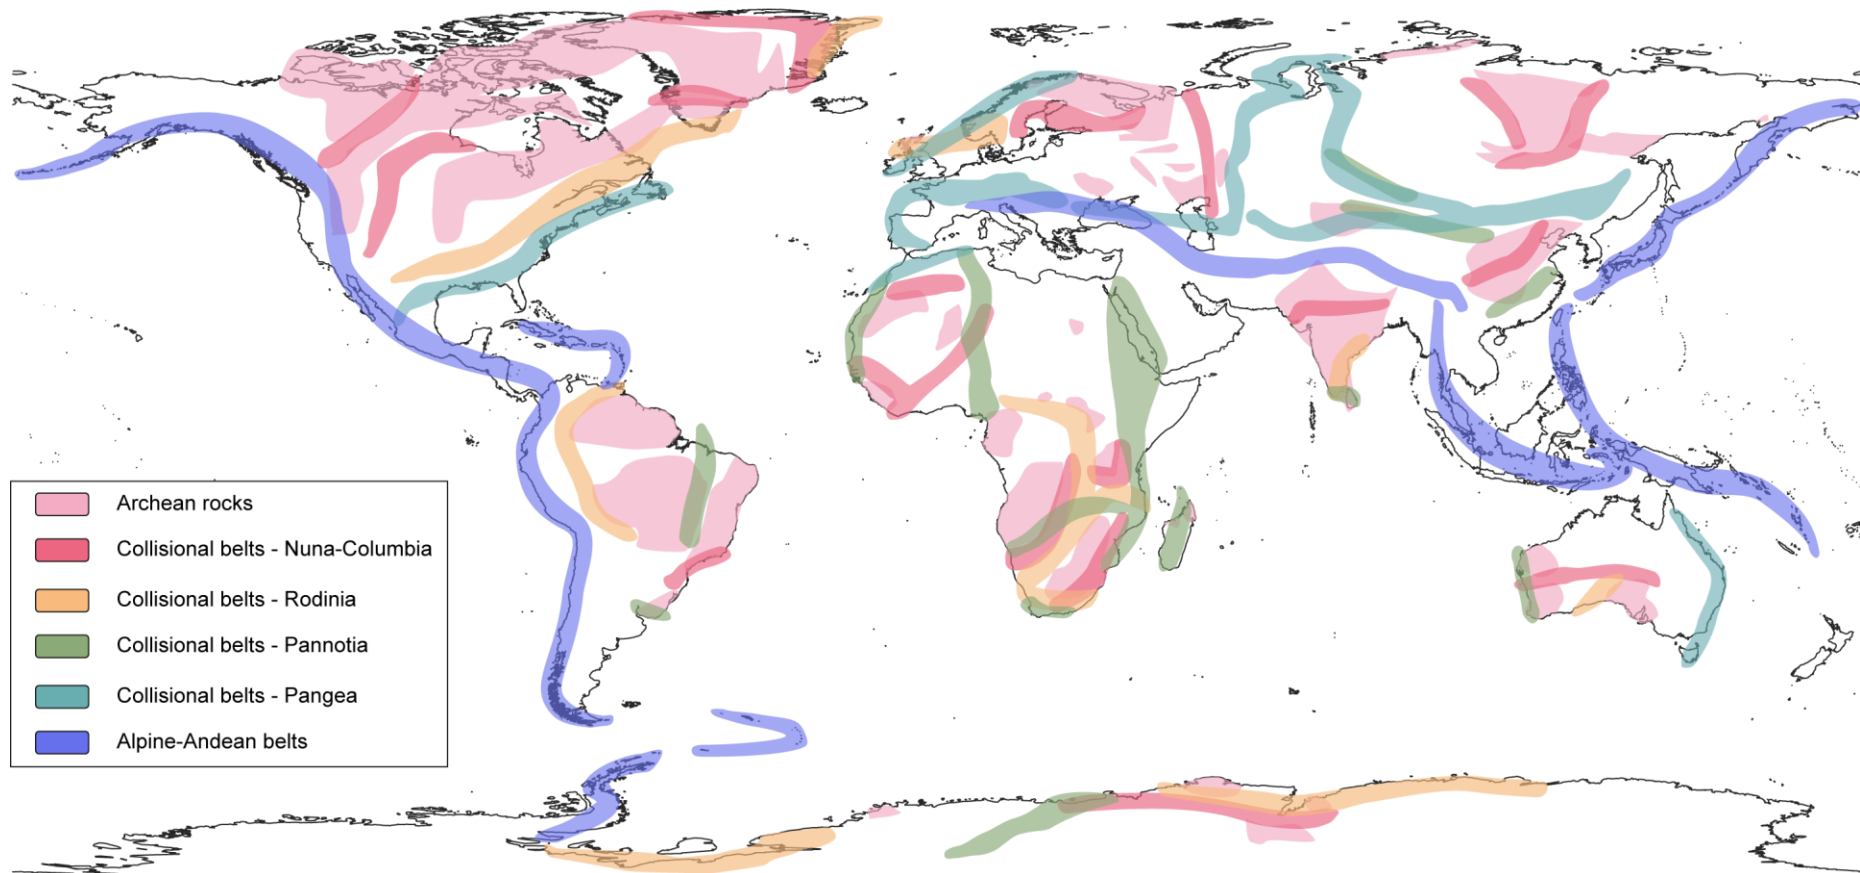 Archean rocks
Collisional belts - Nuna-Columbia
Collisional belts - Rodinia
Collisional belts - Pannotia
Collisional belts - Pangea
Alpine-Andean belts